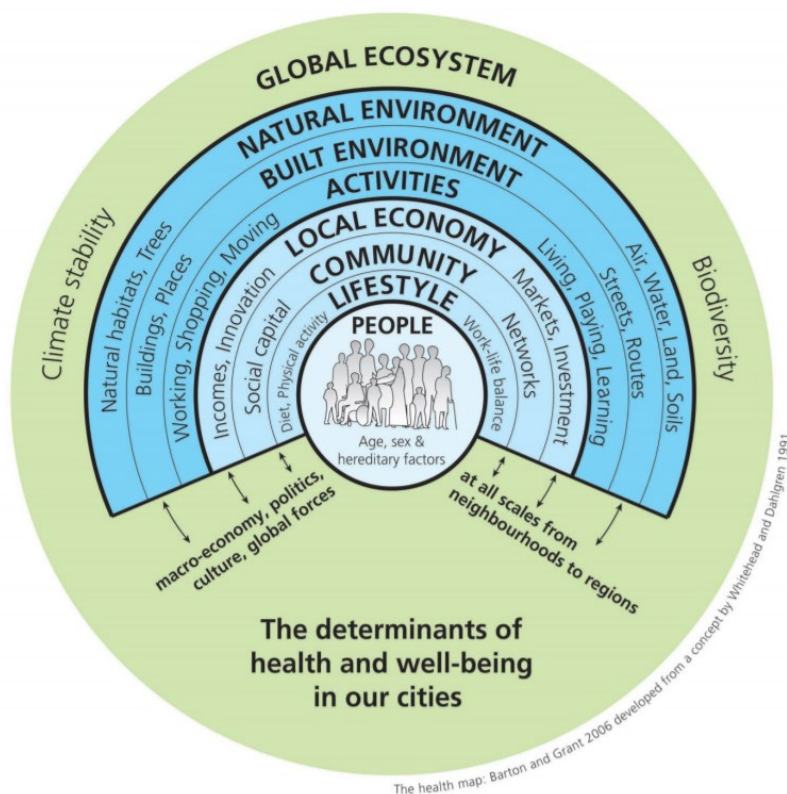 GLOBAL ECOSYSTEM
NATURAL ENVIRONMENT
BUILT ENVIRONMENT
ACTIVITIES
LOCAL ECONOMY
COMMUNITY
LIFESTYLE
PEOPLE
Age, sex &
hereditary factors
Climate stability
Natural habitats, Trees
Buildings, Places
Working, Shopping, Moving
Incomes, Innovation
Social capital
Diet, Physical activity
Work-life balance
Networks
Markets, Investment
Living, Playing, Learning
Streets, Routes
Air, Water, Land, Soils
Biodiversity
macro-economy, politics,
culture, global forces
at all scales from
neighbourhoods to regions
The determinants of
health and well-being
in our cities
The health map: Barton and Grant 2006 developed from a concept by Whitehead and Dahlgren 1991